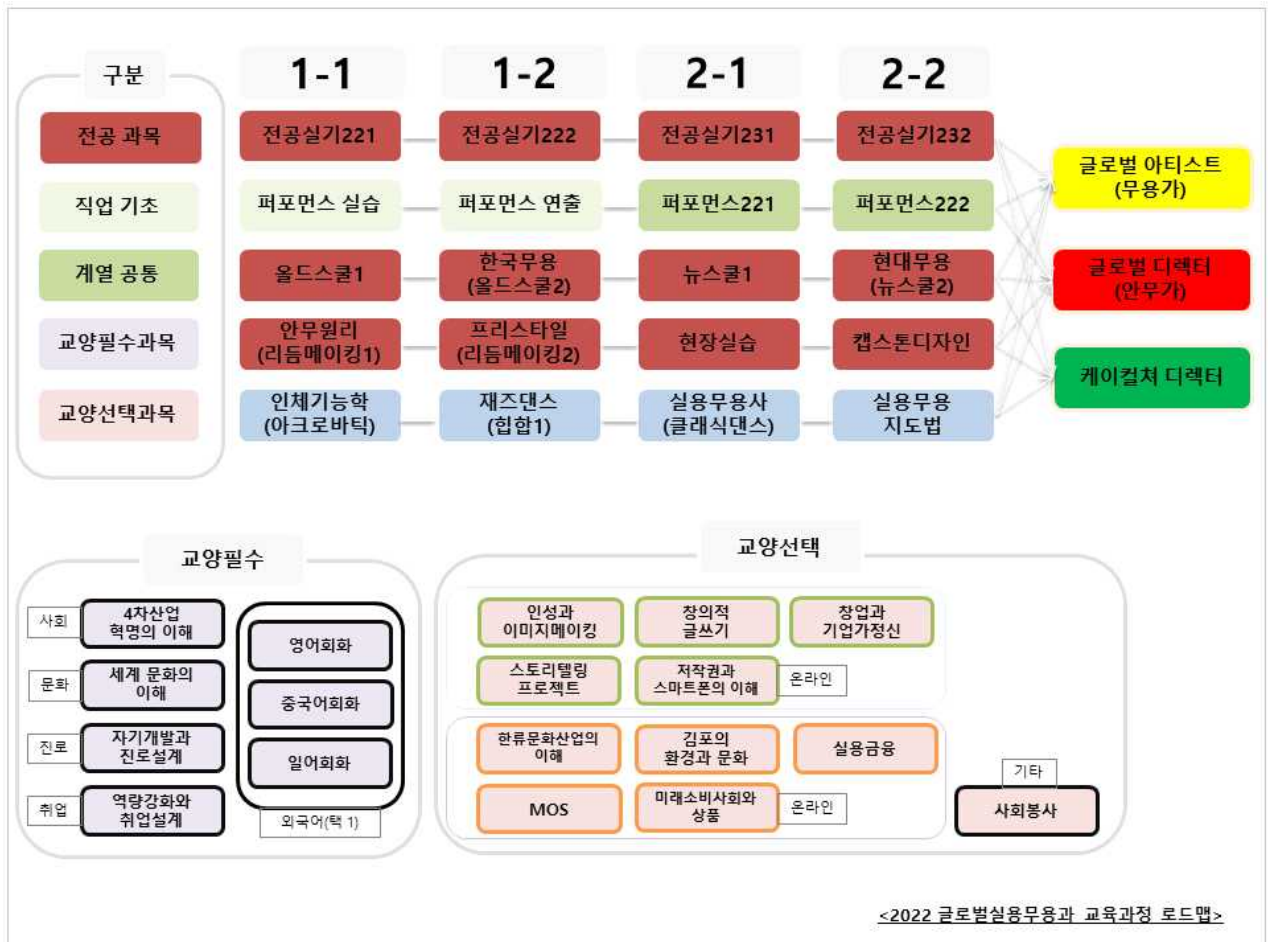 구분
1-1
1-2
2-1
2-2
전공 과목
전공실기221
전공실기222
전공실기231
전공실기232
직업 기초
퍼포먼스 실습
퍼포먼스 연출
퍼포먼스221
퍼포먼스222
계열 공통
올드스쿨1
한국무용
(올드스쿨2)
뉴스쿨1
현대무용
(뉴스쿨2)
교양필수과목
안무원리
(리듬메이킹1)
프리스타일
(리듬메이킹2)
현장실습
캡스톤디자인
교양선택과목
인체기능학
(아크로바틱)
재즈댄스
(힙합1)
실용무용사
(클래식댄스)
실용무용
지도법
글로벌 아티스트
(무용가)
글로벌 디렉터
(안무가)
케이컬쳐 디렉터
교양필수
사회
4차산업
혁명의 이해
문화
세계 문화의
이해
진로
자기개발과
진로설계
취업
역량강화와
취업설계
영어회화
중국어회화
일어회화
외국어(택 1)
교양선택
인성과
이미지메이킹
창의적
글쓰기
창업과
기업가정신
스토리텔링
프로젝트
저작권과
스마트폰의 이해
온라인
한류문화산업의
이해
김포의
환경과 문화
실용금융
MOS
미래소비사회와
상품
온라인
기타
사회봉사
<2022 글로벌실용무용과 교육과정 로드맵>